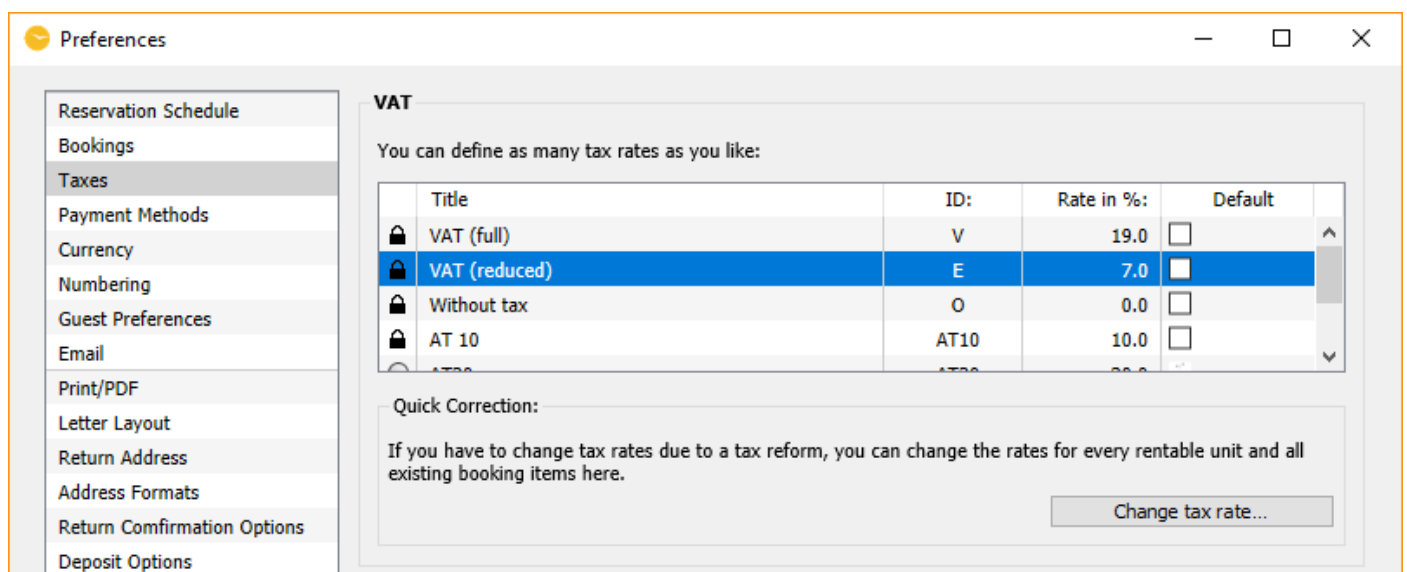 Preferences
Reservation Schedule
Bookings
Taxes
Payment Methods
Currency
Numbering
Guest Preferences
Email
Print/PDF
Letter Layout
Return Address
Address Formats
Return Comfirmation Options
Deposit Options
VAT
You can define as many tax rates as you like:
Title ID: Rate in %: Default
VAT (full) V 19.0
VAT (reduced) E 7.0
Without tax O 0.0
AT 10 AT10 10.0
Quick Correction:
If you have to change tax rates due to a tax reform, you can change the rates for every rentable unit and all
existing booking items here.
Change tax rate...